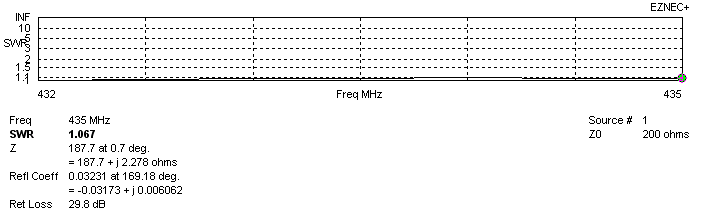 EZNEC+
INF
10
5
SWR
3
2
1.5
1.1
1
432 Freq MHz 435
Freq 435 MHz Source # 1
SWR 1.067 Z0 200 ohms
Z 187.7 at 0.7 deg.
= 187.7 + j 2.278 ohms
Refl Coeff 0.03231 at 169.18 deg.
= -0.03173 + j 0.006062
Ret Loss 29.8 dB